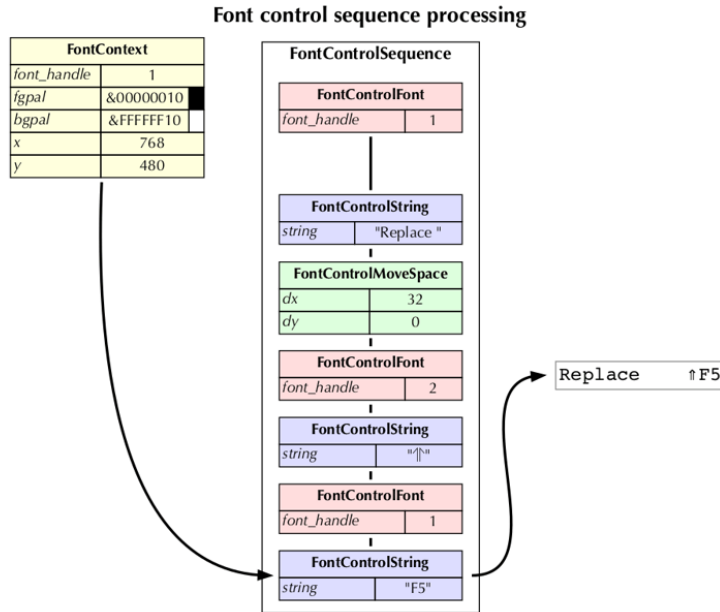 Font control sequence processing
FontContext
font_handle 1
fgpal &00000010
bgpal &FFFFFF10
x 768
y 480
FontControlSequence
FontControlFont
font_handle 1
FontControlString
string "Replace "
FontControlMoveSpace
dx 32
dy 0
FontControlFont
font_handle 2
FontControlString
string "⇑"
FontControlFont
font_handle 1
FontControlString
string "F5"
Replace ⇑F5